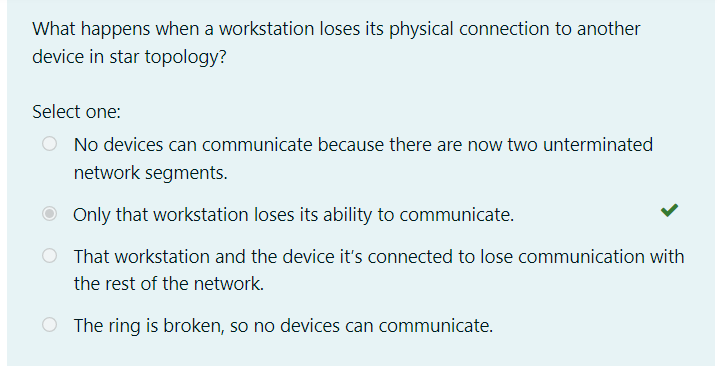 What happens when a workstation loses its physical connection to another
device in star topology?
Select one:
No devices can communicate because there are now two unterminated
network segments.
Only that workstation loses its ability to communicate.
That workstation and the device it's connected to lose communication with
the rest of the network.
The ring is broken, so no devices can communicate.